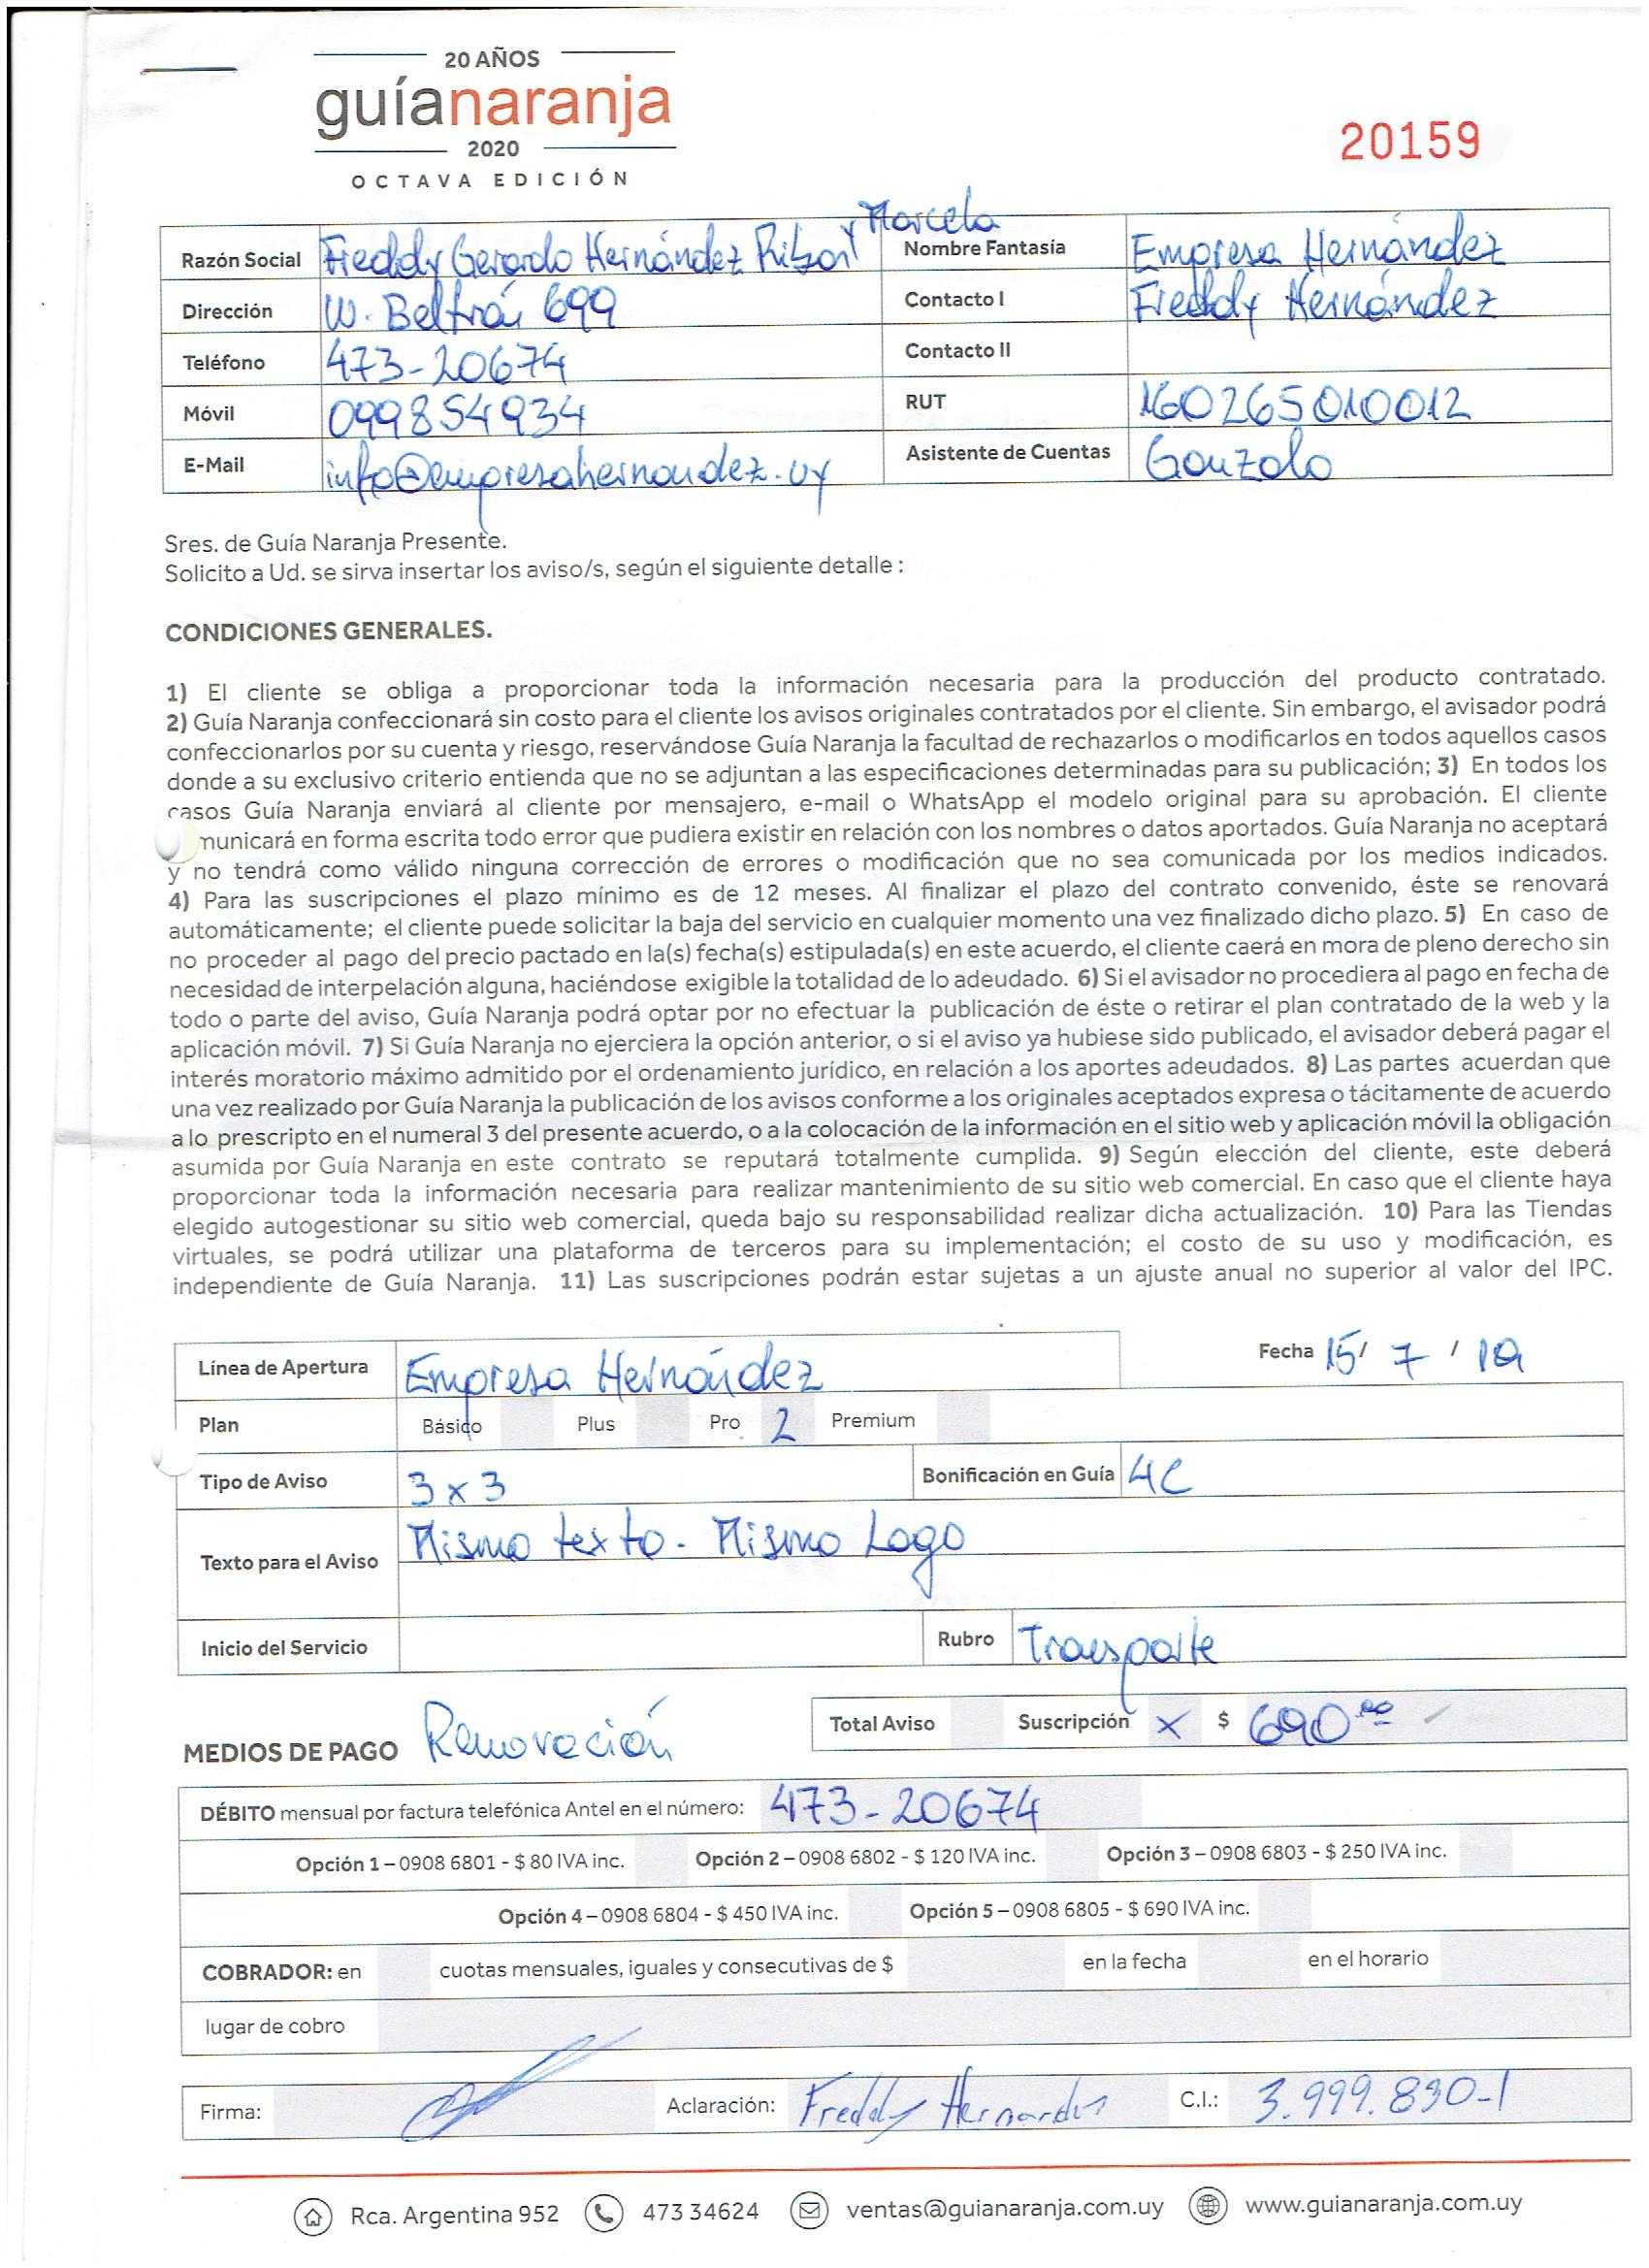 20 AÑOS
guíanaranja
2020
OCTAVA EDICIÓN
20159
Razón Social Freddy Gerardo Hernández y Marcela
Nombre Fantasía Empresa Hernández
Dirección W. Beltrán 699
Contacto I Freddy Hernández
Teléfono 473-20674
Contacto II
Móvil 099854934
RUT 160265010012
E-Mail info@empresahernandez.uy
Asistente de Cuentas Gonzalo
Sres. de Guía Naranja Presente.
Solicito a Ud. se sirva insertar los aviso/s, según el siguiente detalle :
CONDICIONES GENERALES.
1) El cliente se obliga a proporcionar toda la información necesaria para la producción del producto contratado.
2) Guía Naranja confeccionará sin costo para el cliente los avisos originales contratados por el cliente. Sin embargo, el avisador podrá
confeccionarlos por su cuenta y riesgo, reservándose Guía Naranja la facultad de rechazarlos o modificarlos en todos aquellos casos
donde a su exclusivo criterio entienda que no se adjuntan a las especificaciones determinadas para su publicación; 3) En todos los
casos Guía Naranja enviará al cliente por mensajero, e-mail o WhatsApp el modelo original para su aprobación. El cliente
municará en forma escrita todo error que pudiera existir en relación con los nombres o datos aportados. Guía Naranja no aceptará
y no tendrá como válido ninguna corrección de errores o modificación que no sea comunicada por los medios indicados.
4) Para las suscripciones el plazo mínimo es de 12 meses. Al finalizar el plazo del contrato convenido, éste se renovará
automáticamente; el cliente puede solicitar la baja del servicio en cualquier momento una vez finalizado dicho plazo. 5) En caso de
no proceder al pago del precio pactado en la(s) fecha(s) estipulada(s) en este acuerdo, el cliente caerá en mora de pleno derecho sin
necesidad de interpelación alguna, haciéndose exigible la totalidad de lo adeudado. 6) Si el avisador no procediera al pago en fecha de
todo o parte del aviso, Guía Naranja podrá optar por no efectuar la publicación de éste o retirar el plan contratado de la web y la
aplicación móvil. 7) Si Guía Naranja no ejerciera la opción anterior, o si el aviso ya hubiese sido publicado, el avisador deberá pagar el
interés moratorio máximo admitido por el ordenamiento jurídico, en relación a los aportes adeudados. 8) Las partes acuerdan que
una vez realizado por Guía Naranja la publicación de los avisos conforme a los originales aceptados expresa o tácitamente de acuerdo
a lo prescripto en el numeral 3 del presente acuerdo, o a la colocación de la información en el sitio web y aplicación móvil la obligación
asumida por Guía Naranja en este contrato se reputará totalmente cumplida. 9) Según elección del cliente, este deberá
proporcionar toda la información necesaria para realizar mantenimiento de su sitio web comercial. En caso que el cliente haya
elegido autogestionar su sitio web comercial, queda bajo su responsabilidad realizar dicha actualización. 10) Para las Tiendas
virtuales, se podrá utilizar una plataforma de terceros para su implementación; el costo de su uso y modificación, es
independiente de Guía Naranja. 11) Las suscripciones podrán estar sujetas a un ajuste anual no superior al valor del IPC.
Línea de Apertura Empresa Hernández
Fecha 15/ 7 / 19
Plan Básico Plus Pro 2 Premium
Tipo de Aviso 3x3 Bonificación en Guía 4C
Texto para el Aviso Mismo texto - Mismo Logo
Inicio del Servicio Rubro Transporte
Total Aviso Suscripción x $ 690.00
MEDIOS DE PAGO Renovación
DÉBITO mensual por factura telefónica Antel en el número: 473-20674
Opción 1 – 0908 6801 - $ 80 IVA inc. Opción 2 – 0908 6802 - $ 120 IVA inc. Opción 3 – 0908 6803 - $ 250 IVA inc.
Opción 4 – 0908 6804 - $ 450 IVA inc. Opción 5 – 0908 6805 - $ 690 IVA inc.
COBRADOR: en cuotas mensuales, iguales y consecutivas de $ en la fecha en el horario
lugar de cobro
Firma: Aclaración: Freddy Hernandez C.I.: 3.999.830-1
Rca. Argentina 952 473 34624 ventas@guianaranja.com.uy www.guianaranja.com.uy